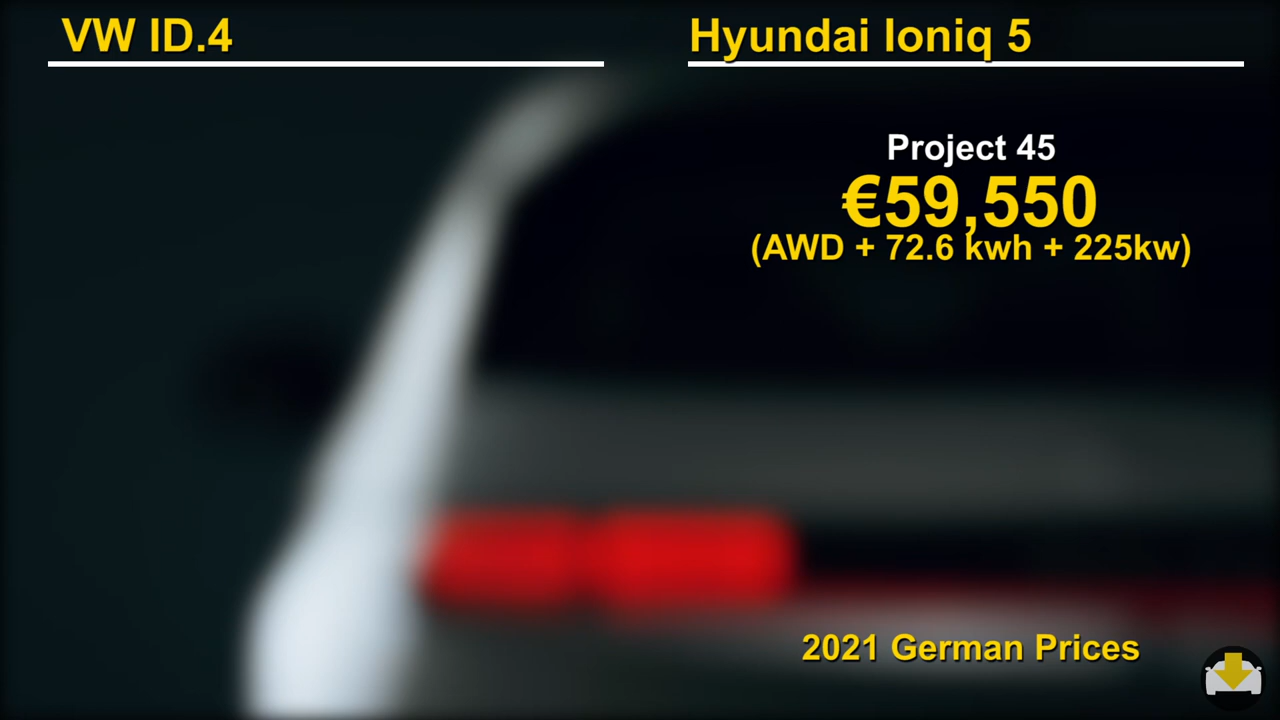 VW ID.4
Hyundai Ioniq 5
Project 45
€59,550
(AWD + 72.6 kwh + 225kw)
2021 German Prices